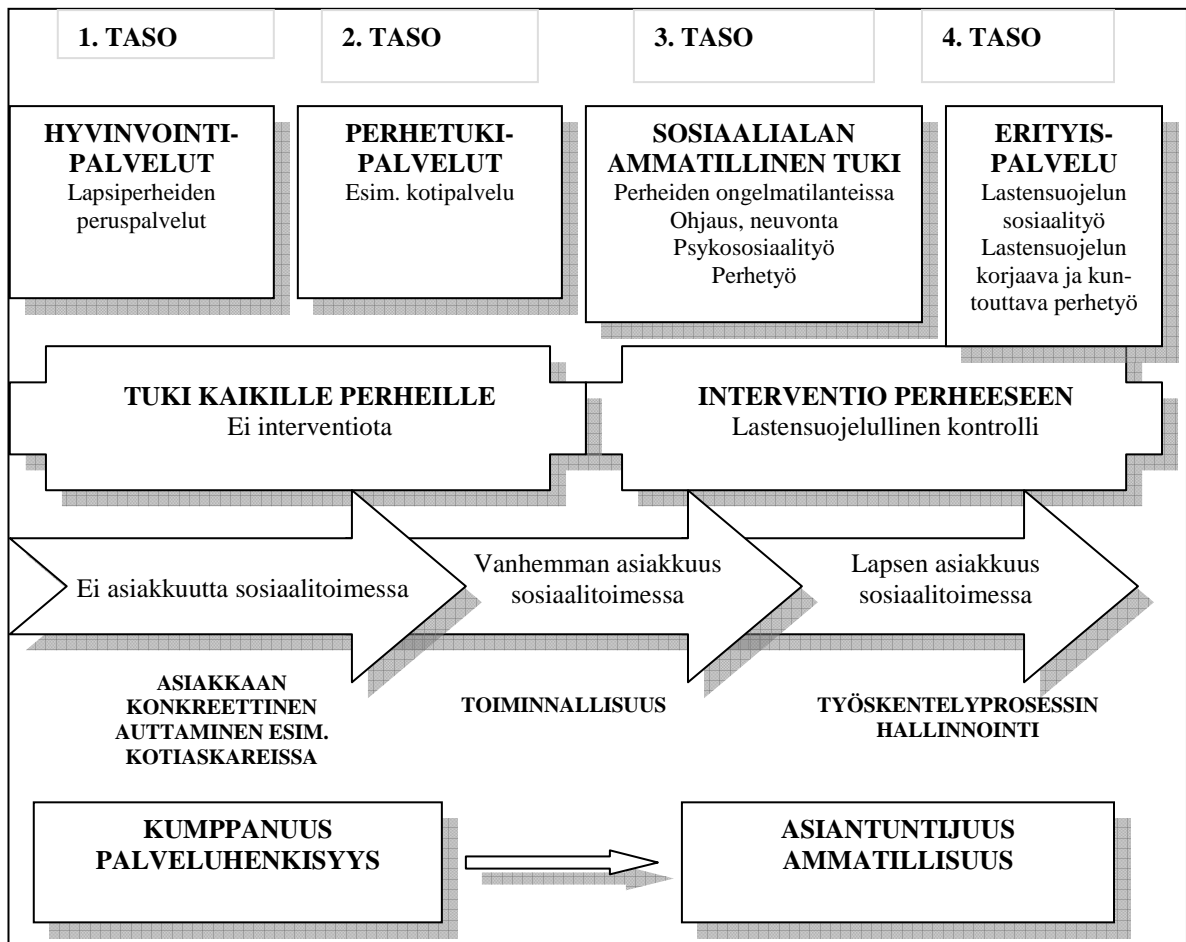 1. TASO
2. TASO
3. TASO
4. TASO
HYVINVOINTI-
PALVELUT
Lapsiperheiden
peruspalvelut
PERHETUKI-
PALVELUT
Esim. kotipalvelu
SOSIAALIALAN
AMMATILLINEN TUKI
Perheiden ongelmatilanteissa
Ohjaus, neuvonta
Psykososiaalityö
Perhetyö
ERITYIS-
PALVELU
Lastensuojelun
sosiaalityö
Lastensuojelun
korjaava ja kun-
touttava perhetyö
TUKI KAIKILLE PERHEILLE
Ei interventiota
INTERVENTIO PERHEESEEN
Lastensuojelullinen kontrolli
Ei asiakkuutta sosiaalitoimessa
Vanhemman asiakkuus
sosiaalitoimessa
Lapsen asiakkuus
sosiaalitoimessa
ASIAKKAAN
KONKREETTINEN
AUTTAMINEN ESIM.
KOTIASKAREISSA
TOIMINNALLISUUS
TYÖSKENTELYPROSESSIN
HALLINNOINTI
KUMPPANUUS
PALVELUHENKISYYS
ASIANTUNTIJUUS
AMMATILLISUUS